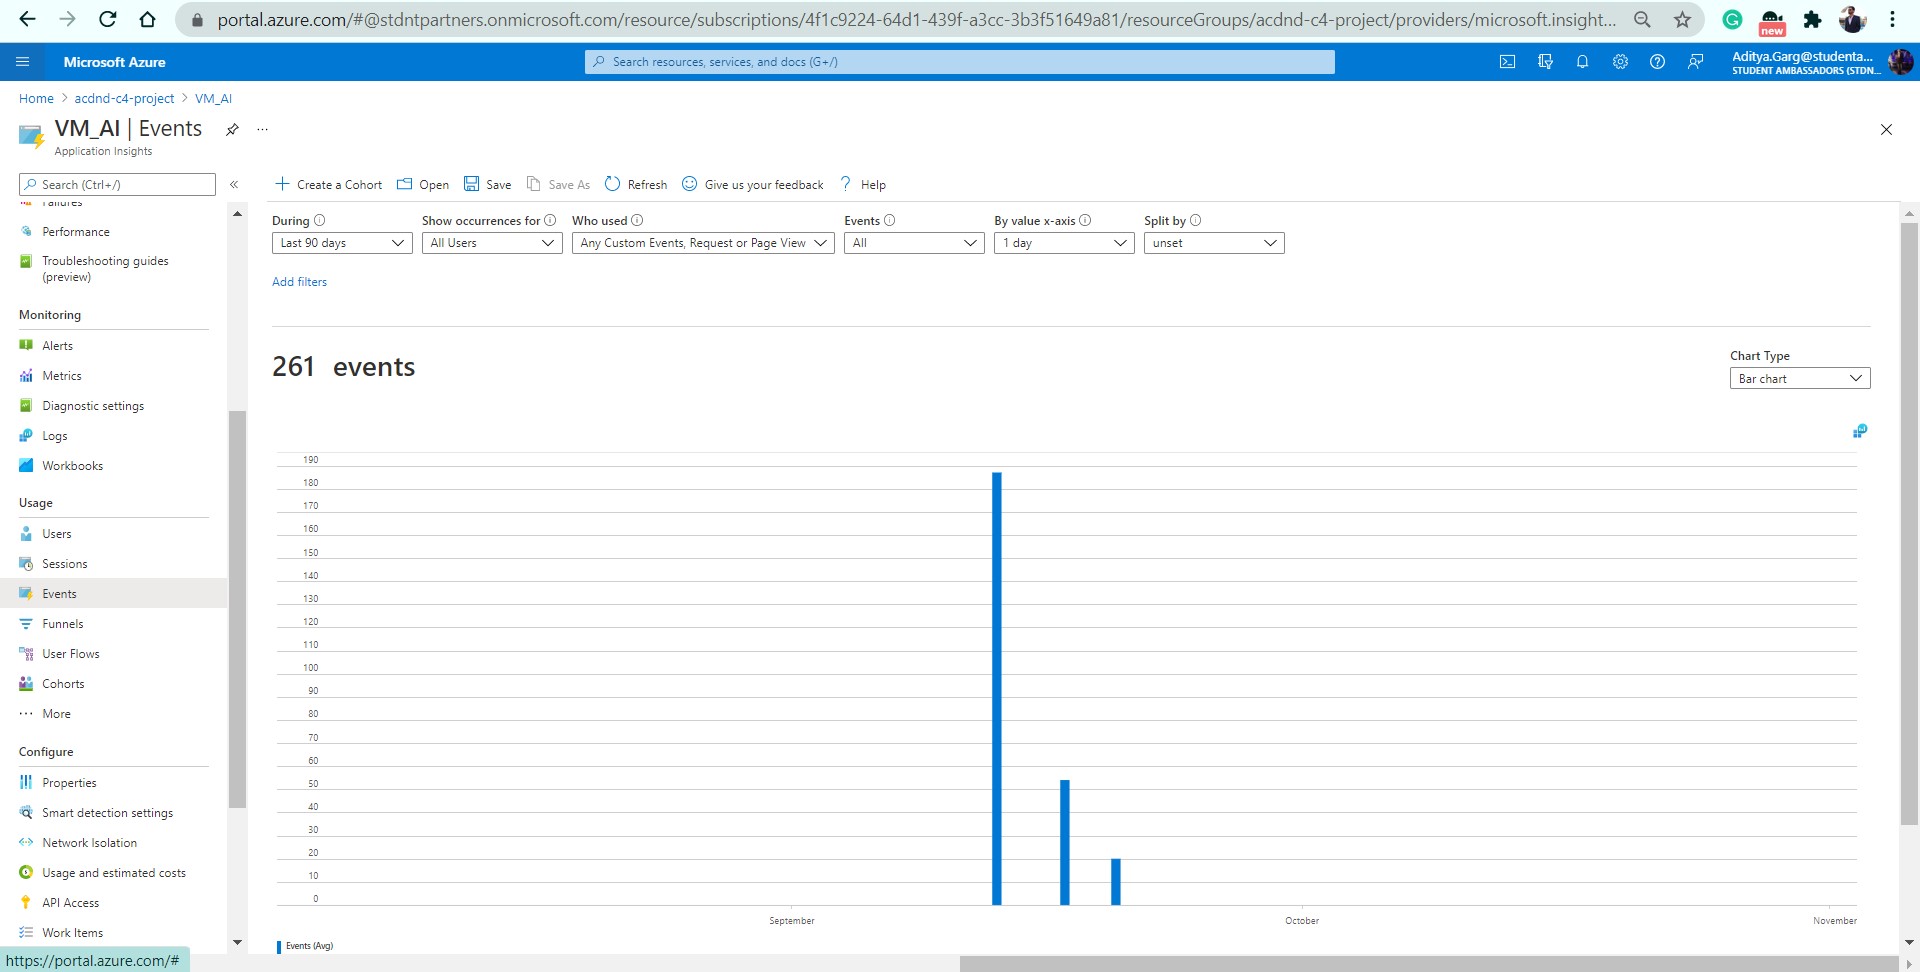 portal.azure.com/#@stdntpartners.onmicrosoft.com/resource/subscriptions/4f1c9224-64d1-439f-a3cc-3b3f51649a81/resourceGroups/acdnd-c4-project/providers/microsoft.insight...
new
Microsoft Azure
Search resources, services, and docs (G+/)
Aditya.Garg@studenta...
STUDENT AMBASSADORS (STDN...
Home > acdnd-c4-project > VM_AI
VM_AI | Events
Application Insights
Search (Ctrl+/)
Create a Cohort Open Save Save As Refresh Give us your feedback Help
During Show occurrences for Who used Events By value x-axis Split by
Last 90 days All Users Any Custom Events, Request or Page View All 1 day unset
Add filters
Failures
Performance
Troubleshooting guides
(preview)
Monitoring
Alerts
Metrics
Diagnostic settings
Logs
Workbooks
Usage
Users
Sessions
Events
Funnels
User Flows
Cohorts
More
Configure
Properties
Smart detection settings
Network Isolation
Usage and estimated costs
API Access
Work Items
261 events
Chart Type
Bar chart
190
180
170
160
150
140
130
120
110
100
90
80
70
60
50
40
30
20
10
0
September October November
Events (Avg)
https://portal.azure.com/#